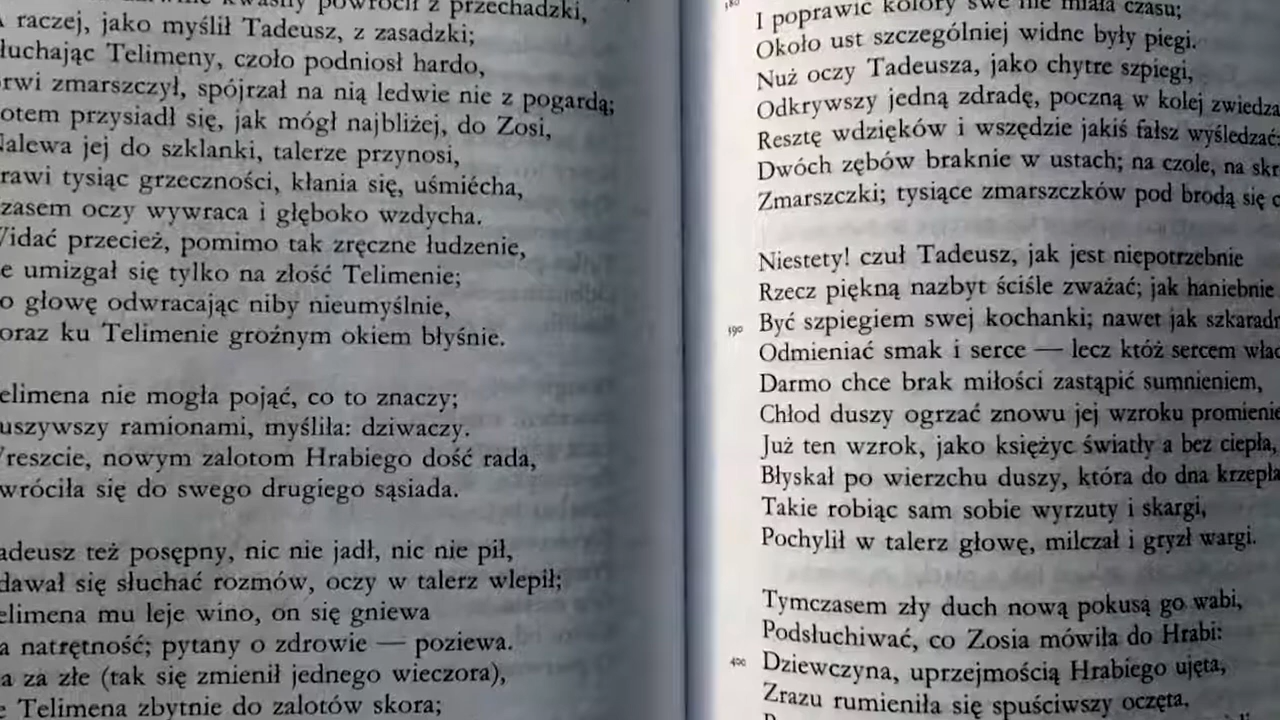 powrócił z przechadzki,
raczej, jako myślił Tadeusz, z zasadzki;
łuchając Telimeny, czoło podniosł hardo,
rwi zmarszczył, spójrzał na nią ledwie nie z pogardą;
otem przysiadł się, jak mógł najbliżej, do Zosi,
Nalewa jej do szklanki, talerze przynosi,
rawi tysiąc grzeczności, kłania się, uśmiécha,
zasem oczy wywraca i głęboko wzdycha.
Widać przecież, pomimo tak zręczne łudzenie,
e umizgał się tylko na złość Telimenie;
o głowę odwracając niby nieumyślnie,
oraz ku Telimenie groźnym okiem błyśnie.
elimena nie mogła pojąć, co to znaczy;
uszywszy ramionami, myśliła: dziwaczy.
reszcie, nowym zalotom Hrabiego dość rada,
wróciła się do swego drugiego sąsiada.
adeusz też posępny, nic nie jadł, nic nie pił,
dawał się słuchać rozmów, oczy w talerz wlepił;
elimena mu leje wino, on się gniewa
a natrętność; pytany o zdrowie — poziewa.
a za złe (tak się zmienił jednego wieczora),
e Telimena zbytnie do zalotów skora;
I poprawić kolory swe nie miała czasu;
Około ust szczególniej widne były piegi.
Nuż oczy Tadeusza, jako chytre szpiegi,
Odkrywszy jedną zdradę, poczną w kolej zwiedza
Resztę wdzięków i wszędzie jakiś fałsz wyśledzać:
Dwóch zębów braknie w ustach; na czole, na skr
Zmarszczki; tysiące zmarszczków pod brodą się c
Niestety! czuł Tadeusz, jak jest niepotrzebnie
Rzecz piękną nazbyt ściśle zważać; jak haniebnie
390 Być szpiegiem swej kochanki; nawet jak szkaradn
Odmieniać smak i serce — lecz któż sercem wład
Darmo chce brak miłości zastąpić sumnieniem,
Chłod duszy ogrzać znowu jej wzroku promienie
Już ten wzrok, jako księżyc światły a bez ciepła,
Błyskał po wierzchu duszy, która do dna krzepła
Takie robiąc sam sobie wyrzuty i skargi,
Pochylił w talerz głowę, milczał i gryzł wargi.
Tymczasem zły duch nową pokusą go wabi,
Podsłuchiwać, co Zosia mówiła do Hrabi:
400 Dziewczyna, uprzejmością Hrabiego ujęta,
Zrazu rumieniła się spuściwszy oczęta,